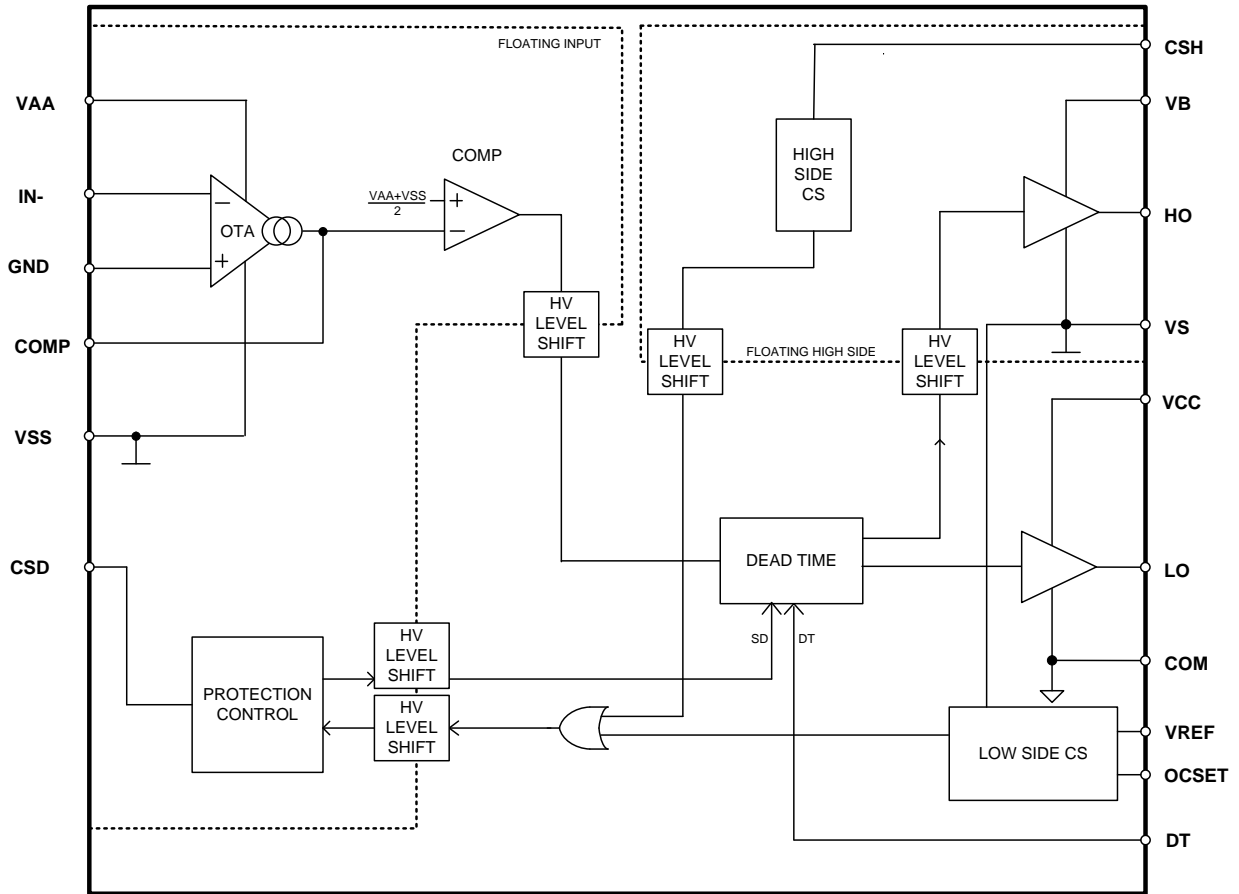 FLOATING INPUT
CSH
VAA
VB
COMP
HIGH
SIDE
CS
IN-
VAA+VSS
2
+
−
HO
−
OTA
+
GND
HV
LEVEL
SHIFT
VS
COMP
HV
LEVEL
SHIFT
FLOATING HIGH SIDE
HV
LEVEL
SHIFT
VCC
VSS
CSD
DEAD TIME
LO
SD
DT
HV
LEVEL
SHIFT
COM
PROTECTION
CONTROL
HV
LEVEL
SHIFT
LOW SIDE CS
VREF
OCSET
DT